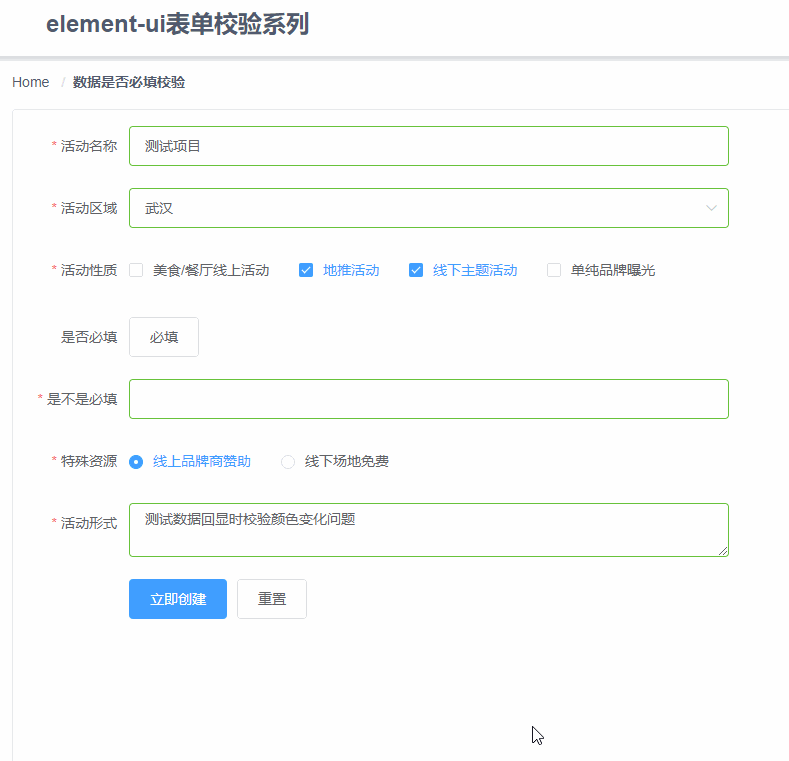 element-ui表单校验系列
Home / 数据是否必填校验
* 活动名称 测试项目
* 活动区域 武汉
* 活动性质 美食/餐厅线上活动 地推活动 线下主题活动 单纯品牌曝光
是否必填 必填
* 是不是必填
* 特殊资源 线上品牌商赞助 线下场地免费
* 活动形式 测试数据回显时校验颜色变化问题
立即创建 重置